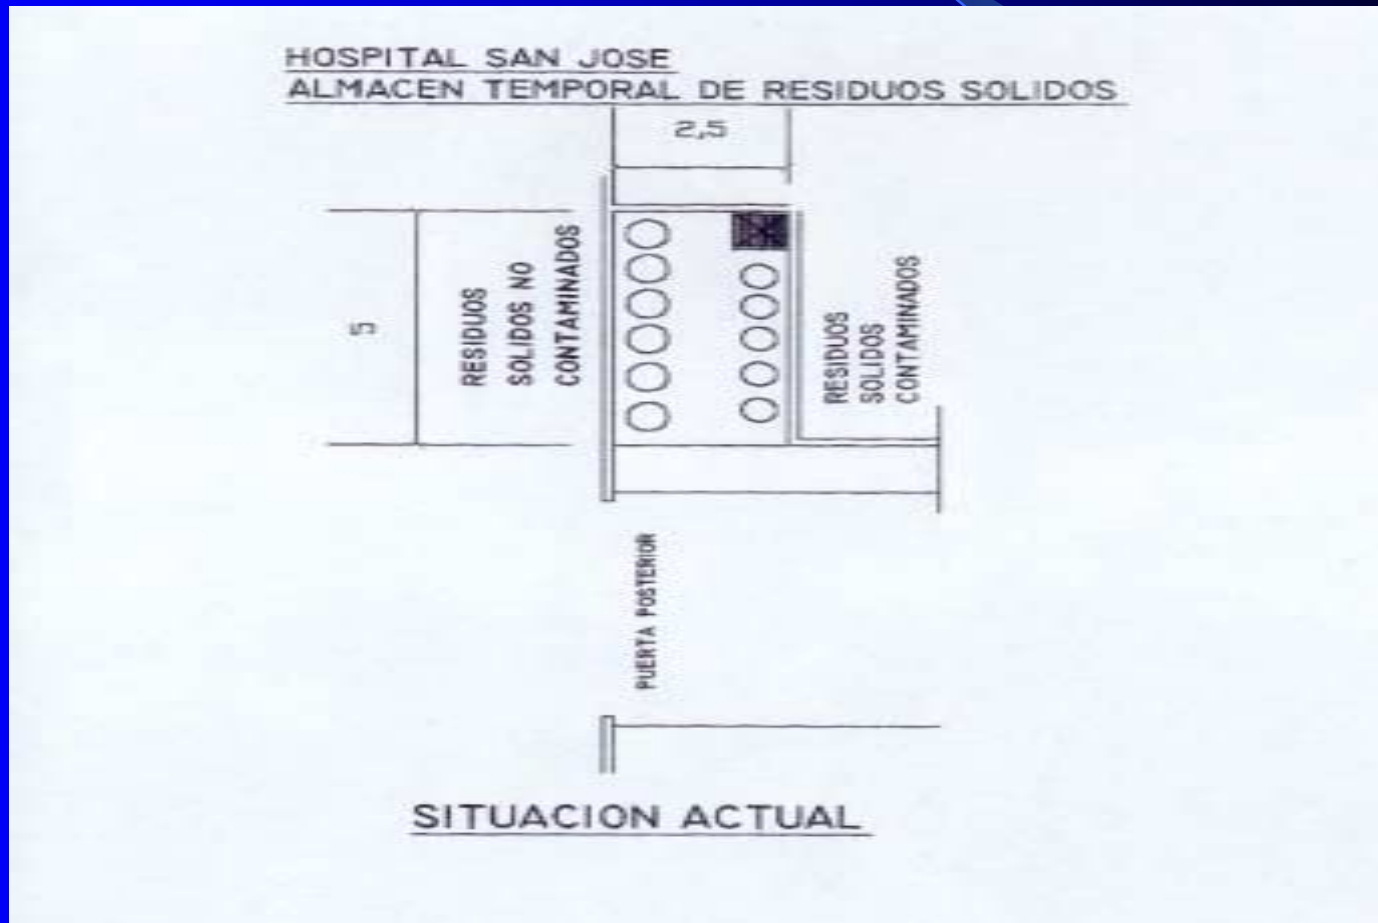 HOSPITAL SAN JOSE
ALMACEN TEMPORAL DE RESIDUOS SOLIDOS
2,5
5
RESIDUOS
SOLIDOS NO
CONTAMINADOS
RESIDUOS
SOLIDOS
CONTAMINADOS
PUERTA POSTERIOR
SITUACION ACTUAL